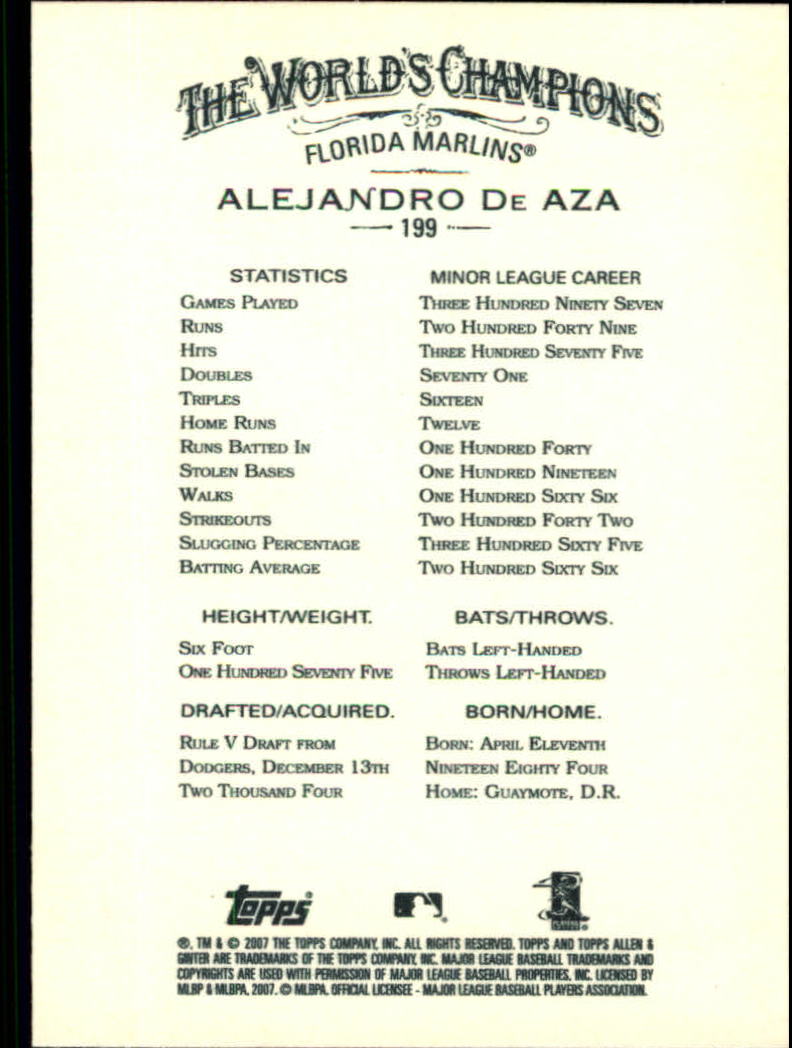 THE WORLD'S CHAMPIONS
FLORIDA MARLINS®
ALEJANDRO DE AZA
199
STATISTICS MINOR LEAGUE CAREER
GAMES PLAYED THREE HUNDRED NINETY SEVEN
RUNS TWO HUNDRED FORTY NINE
HITS THREE HUNDRED SEVENTY FIVE
DOUBLES SEVENTY ONE
TRIPLES SIXTEEN
HOME RUNS TWELVE
RUNS BATTED IN ONE HUNDRED FORTY
STOLEN BASES ONE HUNDRED NINETEEN
WALKS ONE HUNDRED SIXTY SIX
STRIKEOUTS TWO HUNDRED FORTY TWO
SLUGGING PERCENTAGE THREE HUNDRED SIXTY FIVE
BATTING AVERAGE TWO HUNDRED SIXTY SIX
HEIGHT/WEIGHT. BATS/THROWS.
SIX FOOT BATS LEFT-HANDED
ONE HUNDRED SEVENTY FIVE THROWS LEFT-HANDED
DRAFTED/ACQUIRED. BORN/HOME.
RULE V DRAFT FROM BORN: APRIL ELEVENTH
DODGERS, DECEMBER 13TH NINETEEN EIGHTY FOUR
TWO THOUSAND FOUR HOME: GUAYMOTE, D.R.
Topps®
®, TM & © 2007 THE TOPPS COMPANY, INC. ALL RIGHTS RESERVED. TOPPS AND TOPPS ALLEN &
GINTER ARE TRADEMARKS OF THE TOPPS COMPANY, INC. MAJOR LEAGUE BASEBALL TRADEMARKS AND
COPYRIGHTS ARE USED WITH PERMISSION OF MAJOR LEAGUE BASEBALL PROPERTIES, INC. LICENSED BY
MLBP & MLBPA, 2007. © MLBPA. OFFICIAL LICENSEE - MAJOR LEAGUE BASEBALL PLAYERS ASSOCIATION.